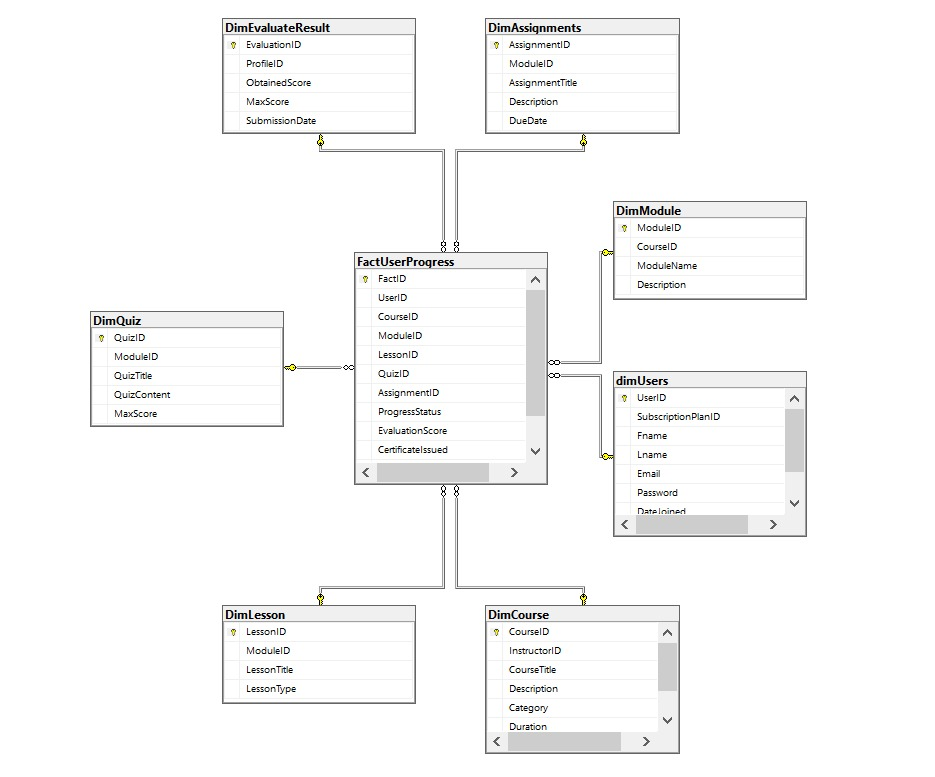 DimEvaluateResult
EvaluationID
ProfileID
ObtainedScore
MaxScore
SubmissionDate
DimAssignments
AssignmentID
ModuleID
AssignmentTitle
Description
DueDate
DimModule
ModuleID
CourseID
ModuleName
Description
FactUserProgress
FactID
UserID
CourseID
ModuleID
LessonID
QuizID
AssignmentID
ProgressStatus
EvaluationScore
CertificateIssued
DimQuiz
QuizID
ModuleID
QuizTitle
QuizContent
MaxScore
dimUsers
UserID
SubscriptionPlanID
Fname
Lname
Email
Password
DateJoined
DimLesson
LessonID
ModuleID
LessonTitle
LessonType
DimCourse
CourseID
InstructorID
CourseTitle
Description
Category
Duration